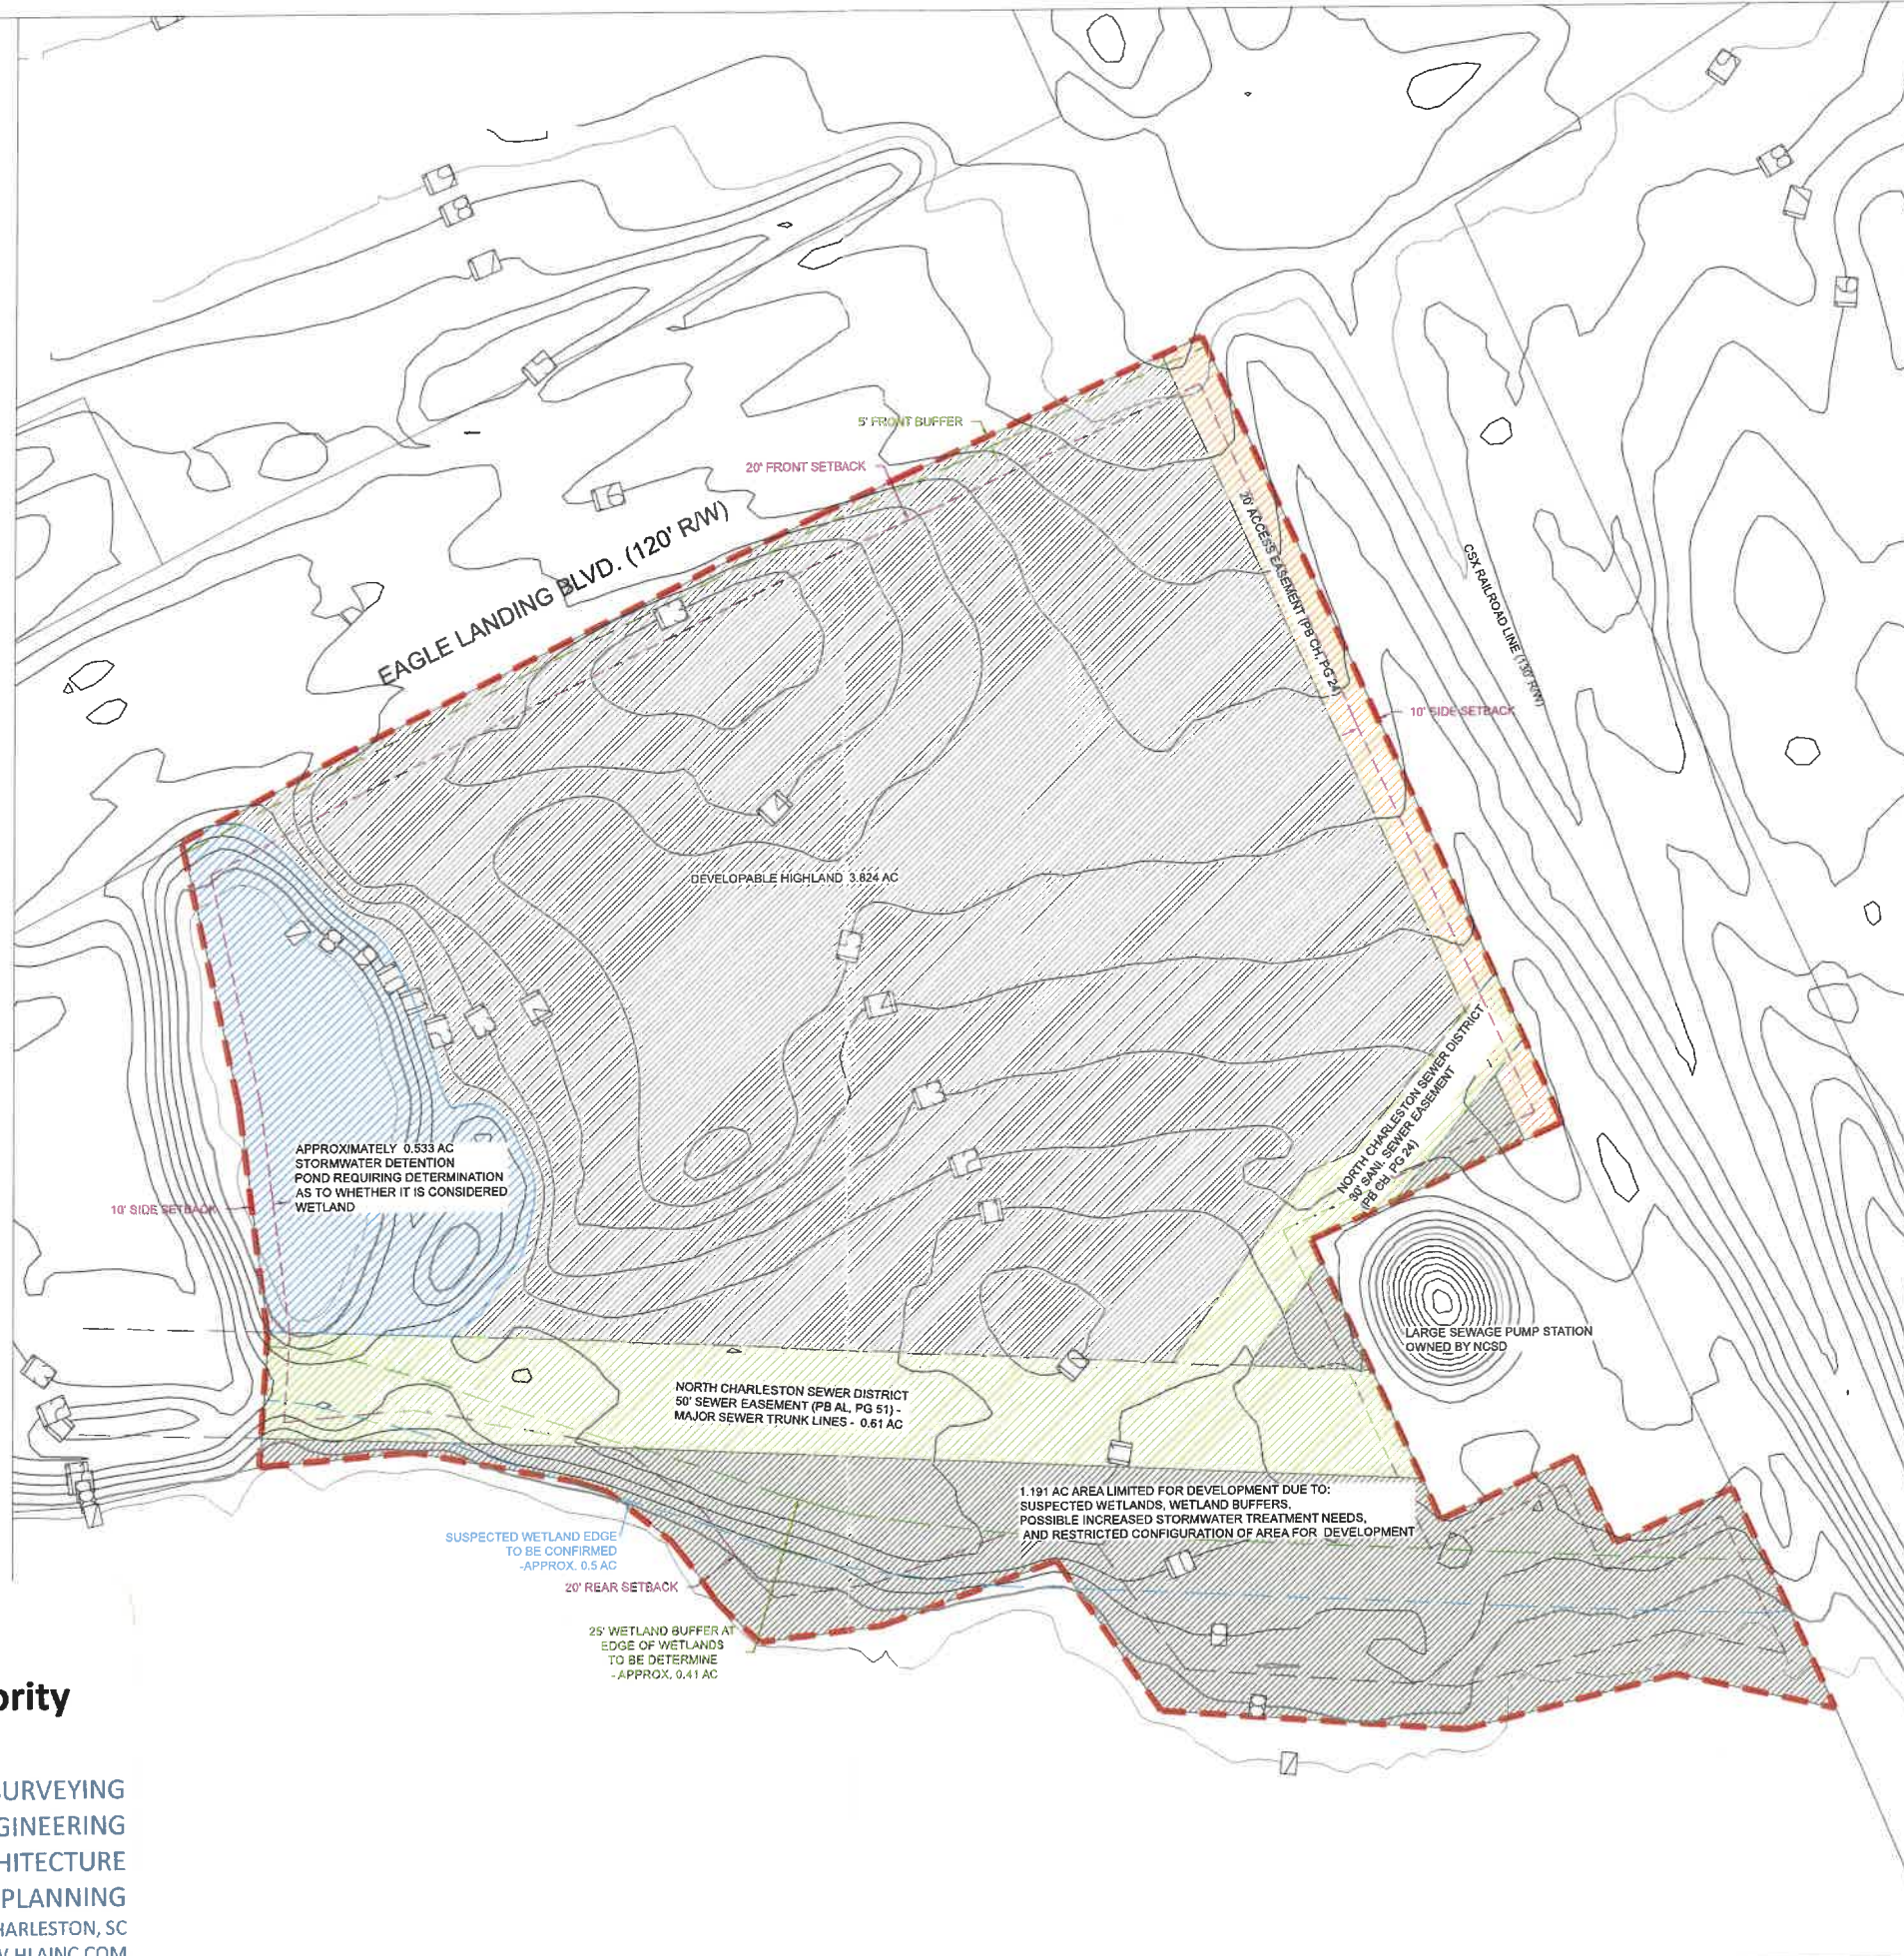 5' FRONT BUFFER
20' FRONT SETBACK
EAGLE LANDING BLVD. (120' R/W)
20' ACCESS EASEMENT (PB CH, PG 24)
CSX RAILROAD LINE (130' R/W)
10' SIDE SETBACK
DEVELOPABLE HIGHLAND 3.824 AC
NORTH CHARLESTON SEWER DISTRICT
30' SANI. SEWER EASEMENT
(PB CH, PG 24)
APPROXIMATELY 0.533 AC
STORMWATER DETENTION
POND REQUIRING DETERMINATION
AS TO WHETHER IT IS CONSIDERED
WETLAND
10' SIDE SETBACK
LARGE SEWAGE PUMP STATION
OWNED BY NCSD
NORTH CHARLESTON SEWER DISTRICT
50' SEWER EASEMENT (PB AL, PG 51) -
MAJOR SEWER TRUNK LINES - 0.61 AC
1.191 AC AREA LIMITED FOR DEVELOPMENT DUE TO:
SUSPECTED WETLANDS, WETLAND BUFFERS,
POSSIBLE INCREASED STORMWATER TREATMENT NEEDS,
AND RESTRICTED CONFIGURATION OF AREA FOR DEVELOPMENT
SUSPECTED WETLAND EDGE
TO BE CONFIRMED
-APPROX. 0.5 AC
20' REAR SETBACK
25' WETLAND BUFFER AT
EDGE OF WETLANDS
TO BE DETERMINE
-APPROX. 0.41 AC
ority
SURVEYING
GINEERING
HITECTURE
PLANNING
HARLESTON, SC
W.HLAINC.COM